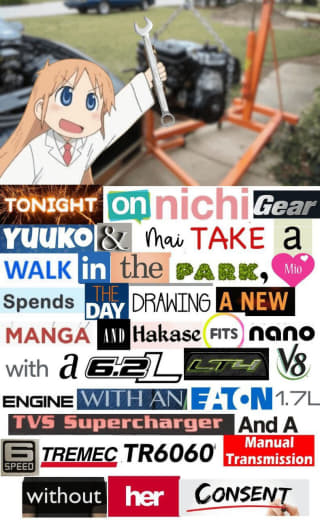 TONIGHT on nichi Gear
YUUKO & Mai TAKE a
WALK in the PARK, Mio
Spends THE DAY DRAWING A NEW
MANGA AND Hakase FITS nano
with a 6.2L LT4 V8
ENGINE WITH AN EATON 1.7L
TVS Supercharger And A
6 SPEED TREMEC TR6060 Manual Transmission
without her CONSENT